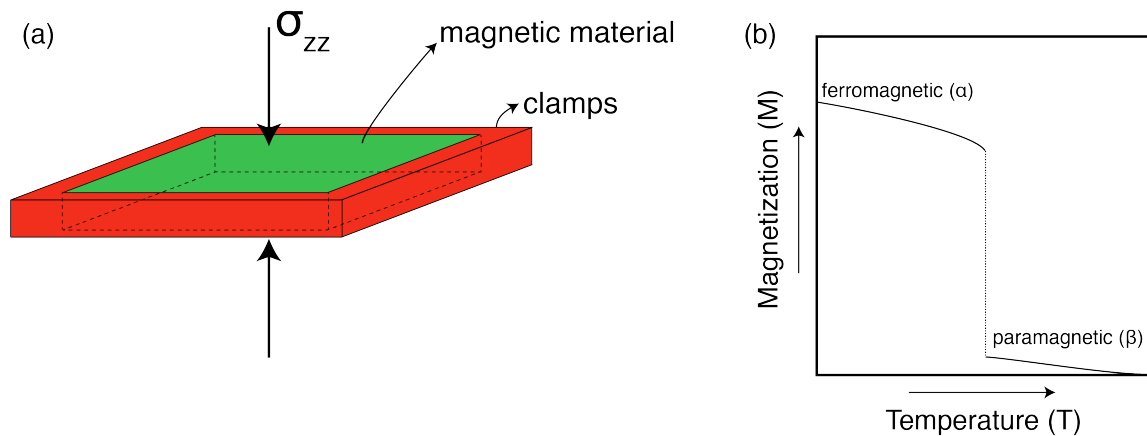 (a)
σzz
magnetic material
clamps
(b)
ferromagnetic (α)
Magnetization (M)
paramagnetic (β)
Temperature (T)